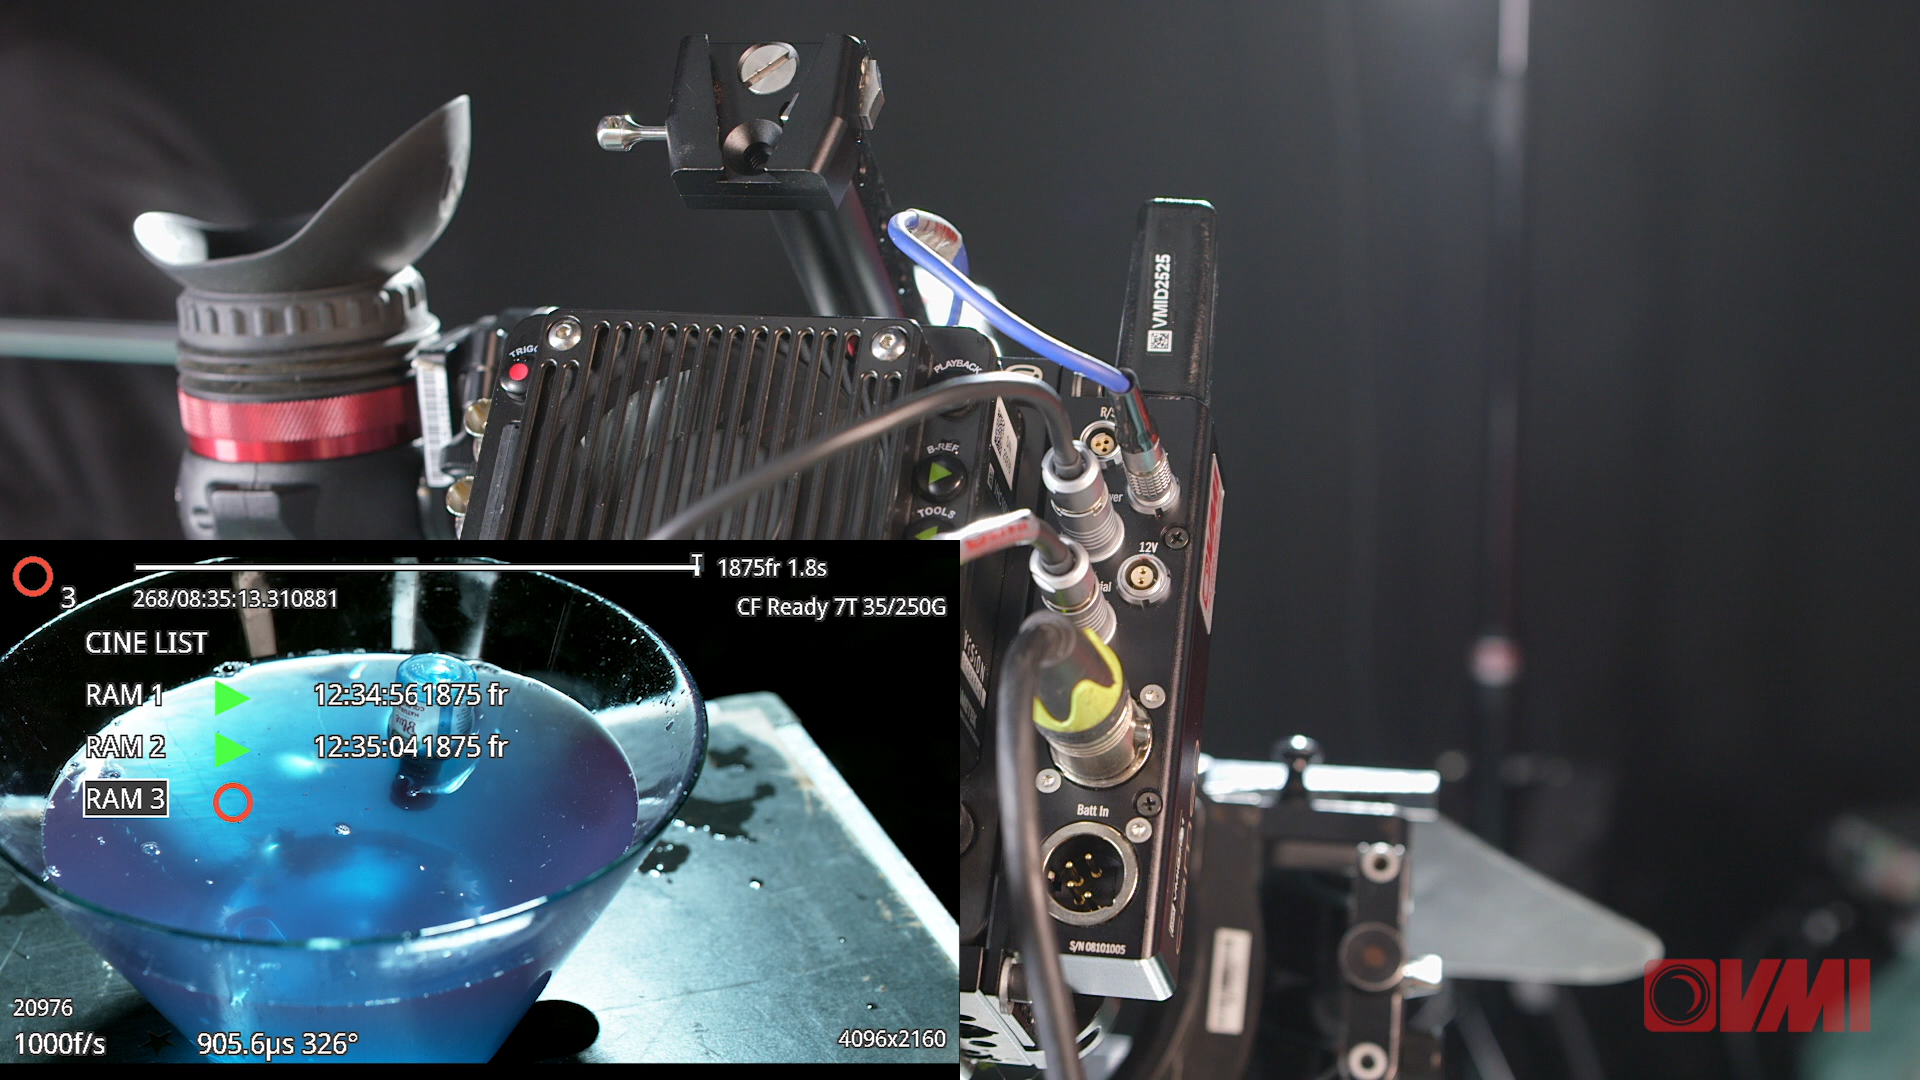 VMID2525
TRIGG
PLAYBACK
B-REF.
TOOLS
R/S
12V
Batt In
S/N 08101005
VMI
3
1875fr 1.8s
268/08:35:13.310881
CF Ready 7T 35/250G
CINE LIST
RAM 1 12:34:56 1875 fr
RAM 2 12:35:04 1875 fr
RAM 3
Blue
20976
1000f/s
905.6µs 326°
4096x2160